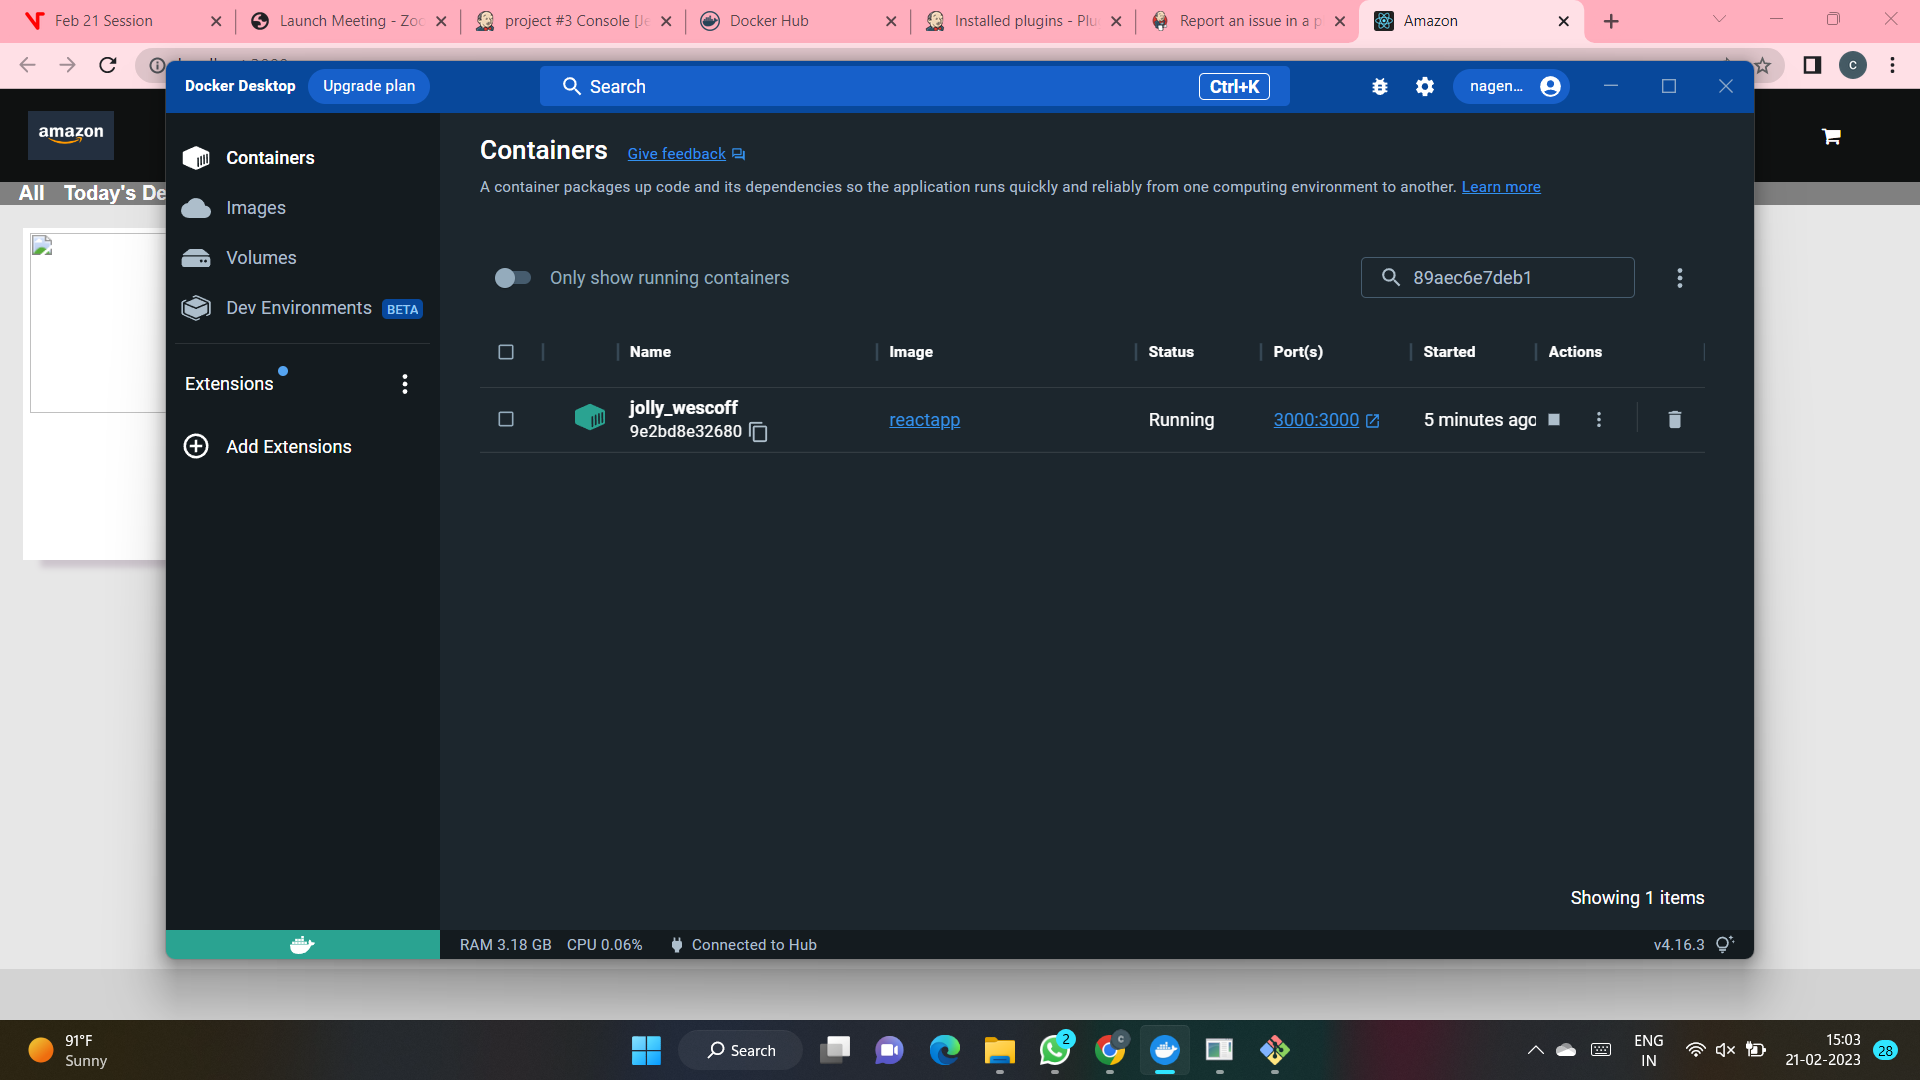 Feb 21 Session
Launch Meeting - Zoo
project #3 Console [Je
Docker Hub
Installed plugins - Plu
Report an issue in a p
Amazon
C
Docker Desktop
Upgrade plan
Search
Ctrl+K
nagen...
amazon
All Today's De
Containers
Images
Volumes
Dev Environments BETA
Extensions
Add Extensions
Containers
Give feedback
A container packages up code and its dependencies so the application runs quickly and reliably from one computing environment to another. Learn more
Only show running containers
89aec6e7deb1
Name Image Status Port(s) Started Actions
jolly_wescoff
9e2bd8e32680
reactapp
Running
3000:3000
5 minutes ago
Showing 1 items
RAM 3.18 GB CPU 0.06% Connected to Hub
v4.16.3
91°F
Sunny
Search
2
C
ENG
IN
15:03
21-02-2023
28